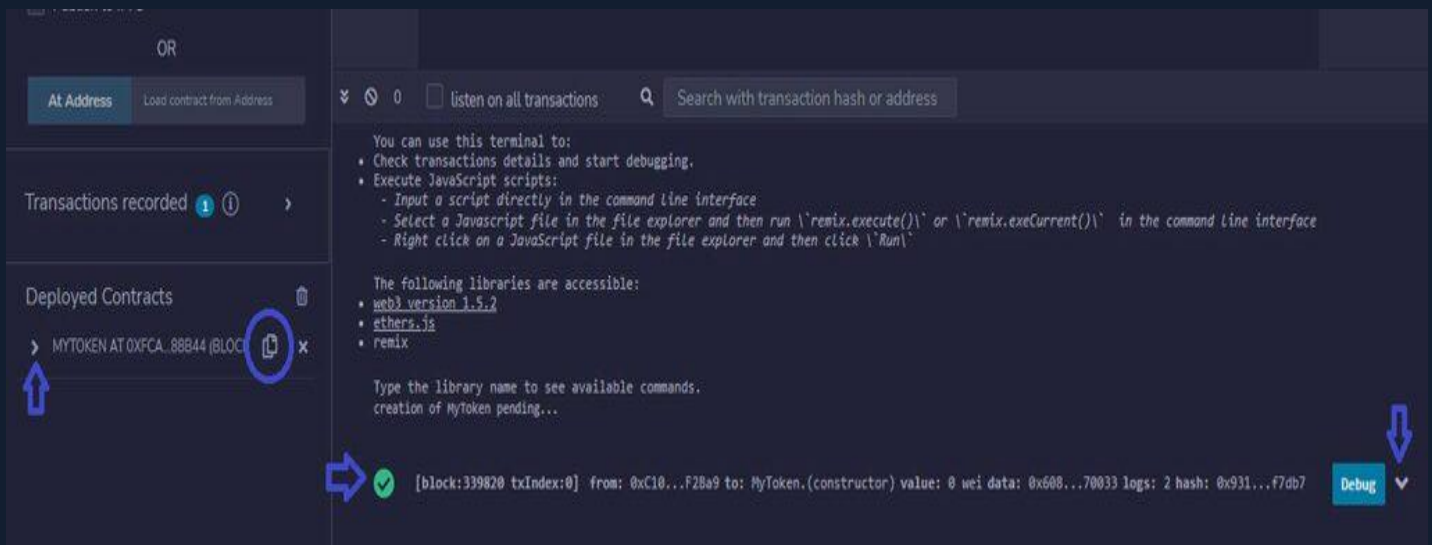 OR
At Address
Load contract from Address
Transactions recorded 1
Deployed Contracts
MYTOKEN AT 0XFCA...88B44 (BLOC
0
listen on all transactions
Search with transaction hash or address
You can use this terminal to:
• Check transactions details and start debugging.
• Execute JavaScript scripts:
- Input a script directly in the command line interface
- Select a Javascript file in the file explorer and then run \`remix.execute()\` or \`remix.exeCurrent()\` in the command line interface
- Right click on a JavaScript file in the file explorer and then click \`Run\`
The following libraries are accessible:
• web3 version 1.5.2
• ethers.js
• remix
Type the library name to see available commands.
creation of MyToken pending...
[block:339820 txIndex:0] from: 0xC10...F28a9 to: MyToken.(constructor) value: 0 wei data: 0x608...70033 logs: 2 hash: 0x931...f7db7
Debug